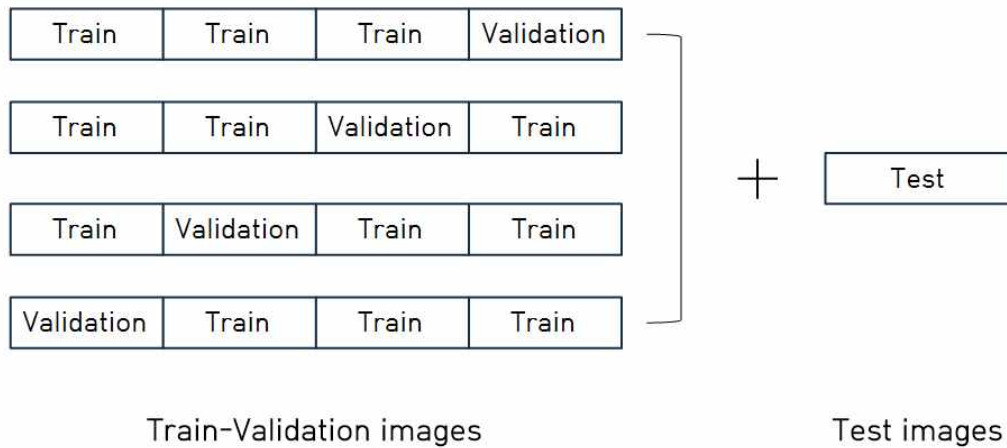 Train Train Train Validation
Train Train Validation Train
+ Test
Train Validation Train Train
Validation Train Train Train
Train-Validation images Test images